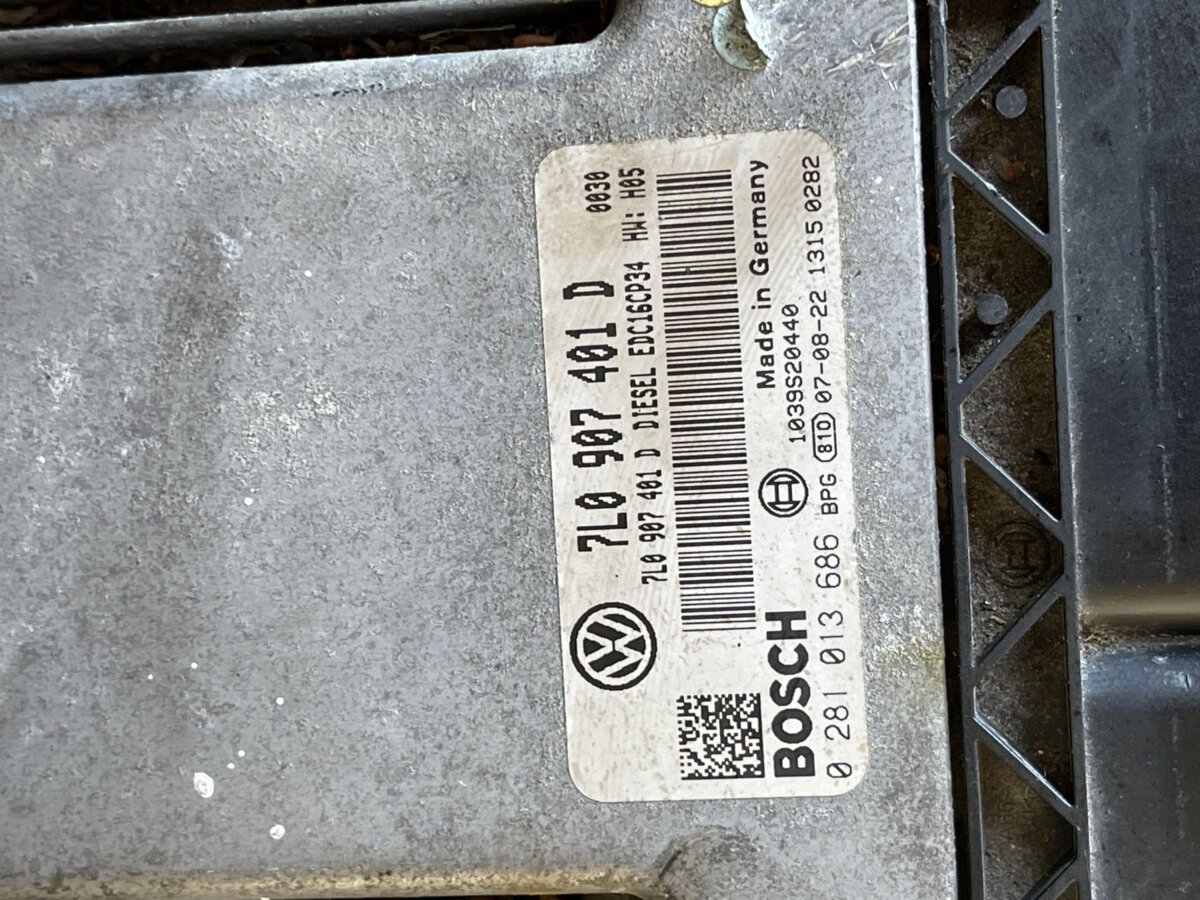 0030
7L0 907 401 D
7L0 907 401 D DIESEL EDC16CP34 HW: H05
Made in Germany
BOSCH
1039S20440
0 281 013 686 BPG 810 07-08-22 1315 0282